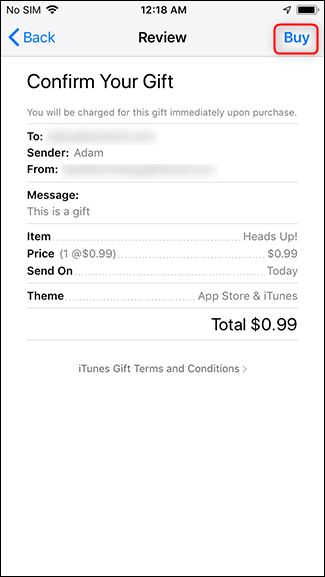 No SIM 12:18 AM
Back Review Buy
Confirm Your Gift
You will be charged for this gift immediately upon purchase.
To:
Sender: Adam
From:
Message:
This is a gift
Item Heads Up!
Price (1 @$0.99) $0.99
Send On Today
Theme App Store & iTunes
Total $0.99
iTunes Gift Terms and Conditions